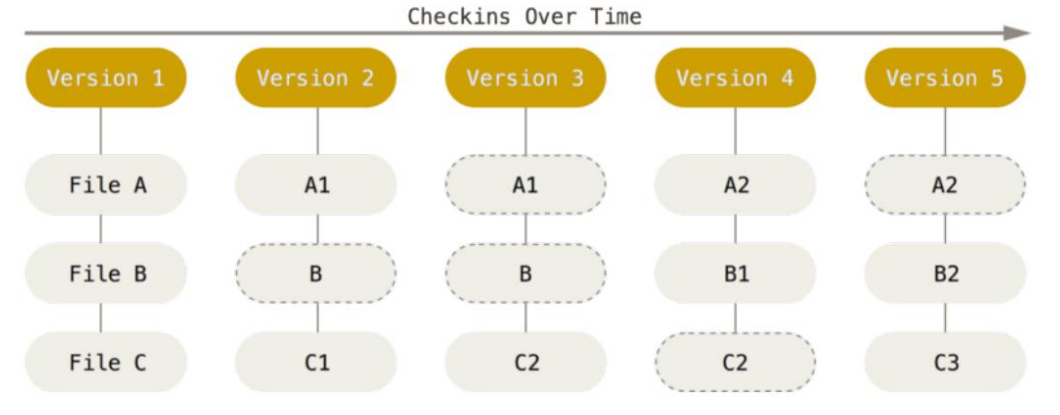 Checkins Over Time
Version 1 Version 2 Version 3 Version 4 Version 5
File A A1 A1 A2 A2
File B B B B1 B2
File C C1 C2 C2 C3